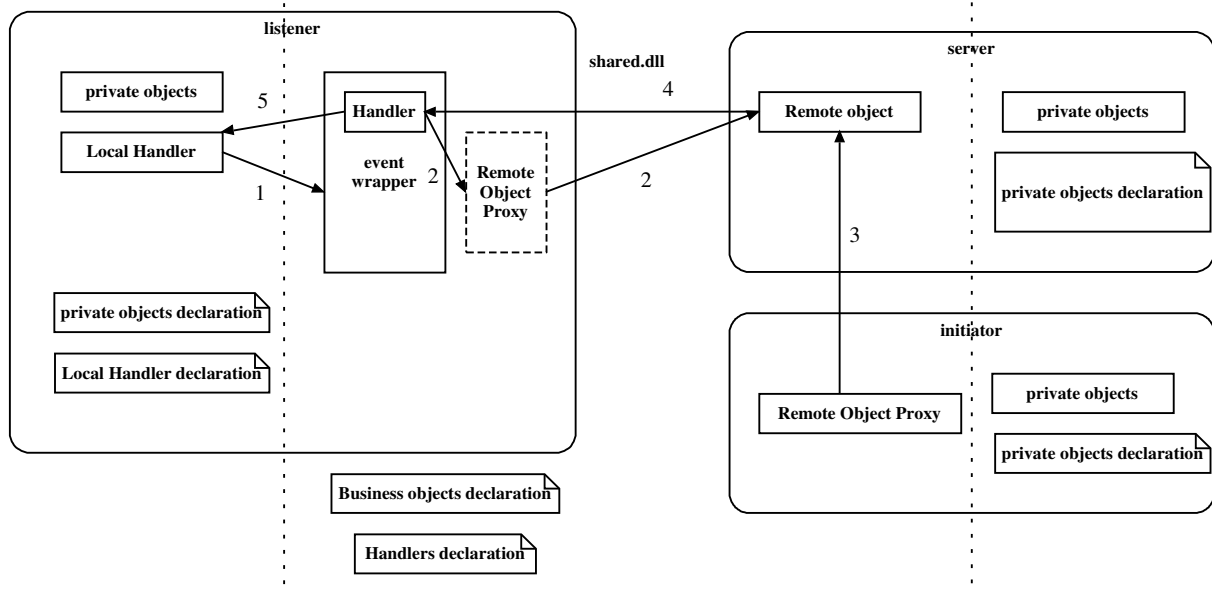 listener
shared.dll
server
private objects
5
Handler
4
Remote object
private objects
Local Handler
event
wrapper
2
Remote
Object
Proxy
1
2
private objects declaration
3
private objects declaration
initiator
Local Handler declaration
private objects
Remote Object Proxy
private objects declaration
Business objects declaration
Handlers declaration